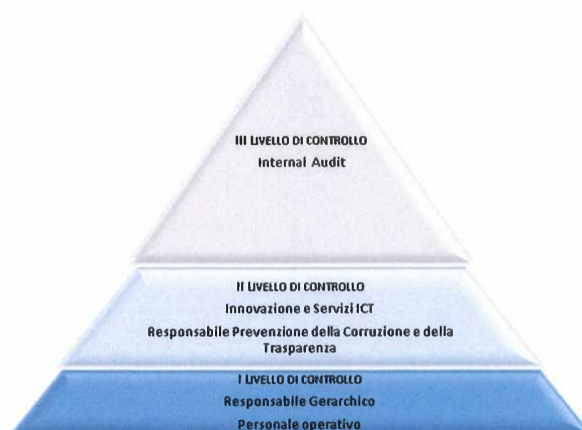 III LIVELLO DI CONTROLLO
Internal Audit
II LIVELLO DI CONTROLLO
Innovazione e Servizi ICT
Responsabile Prevenzione della Corruzione e della
Trasparenza
I LIVELLO DI CONTROLLO
Responsabile Gerarchico
Personale operativo